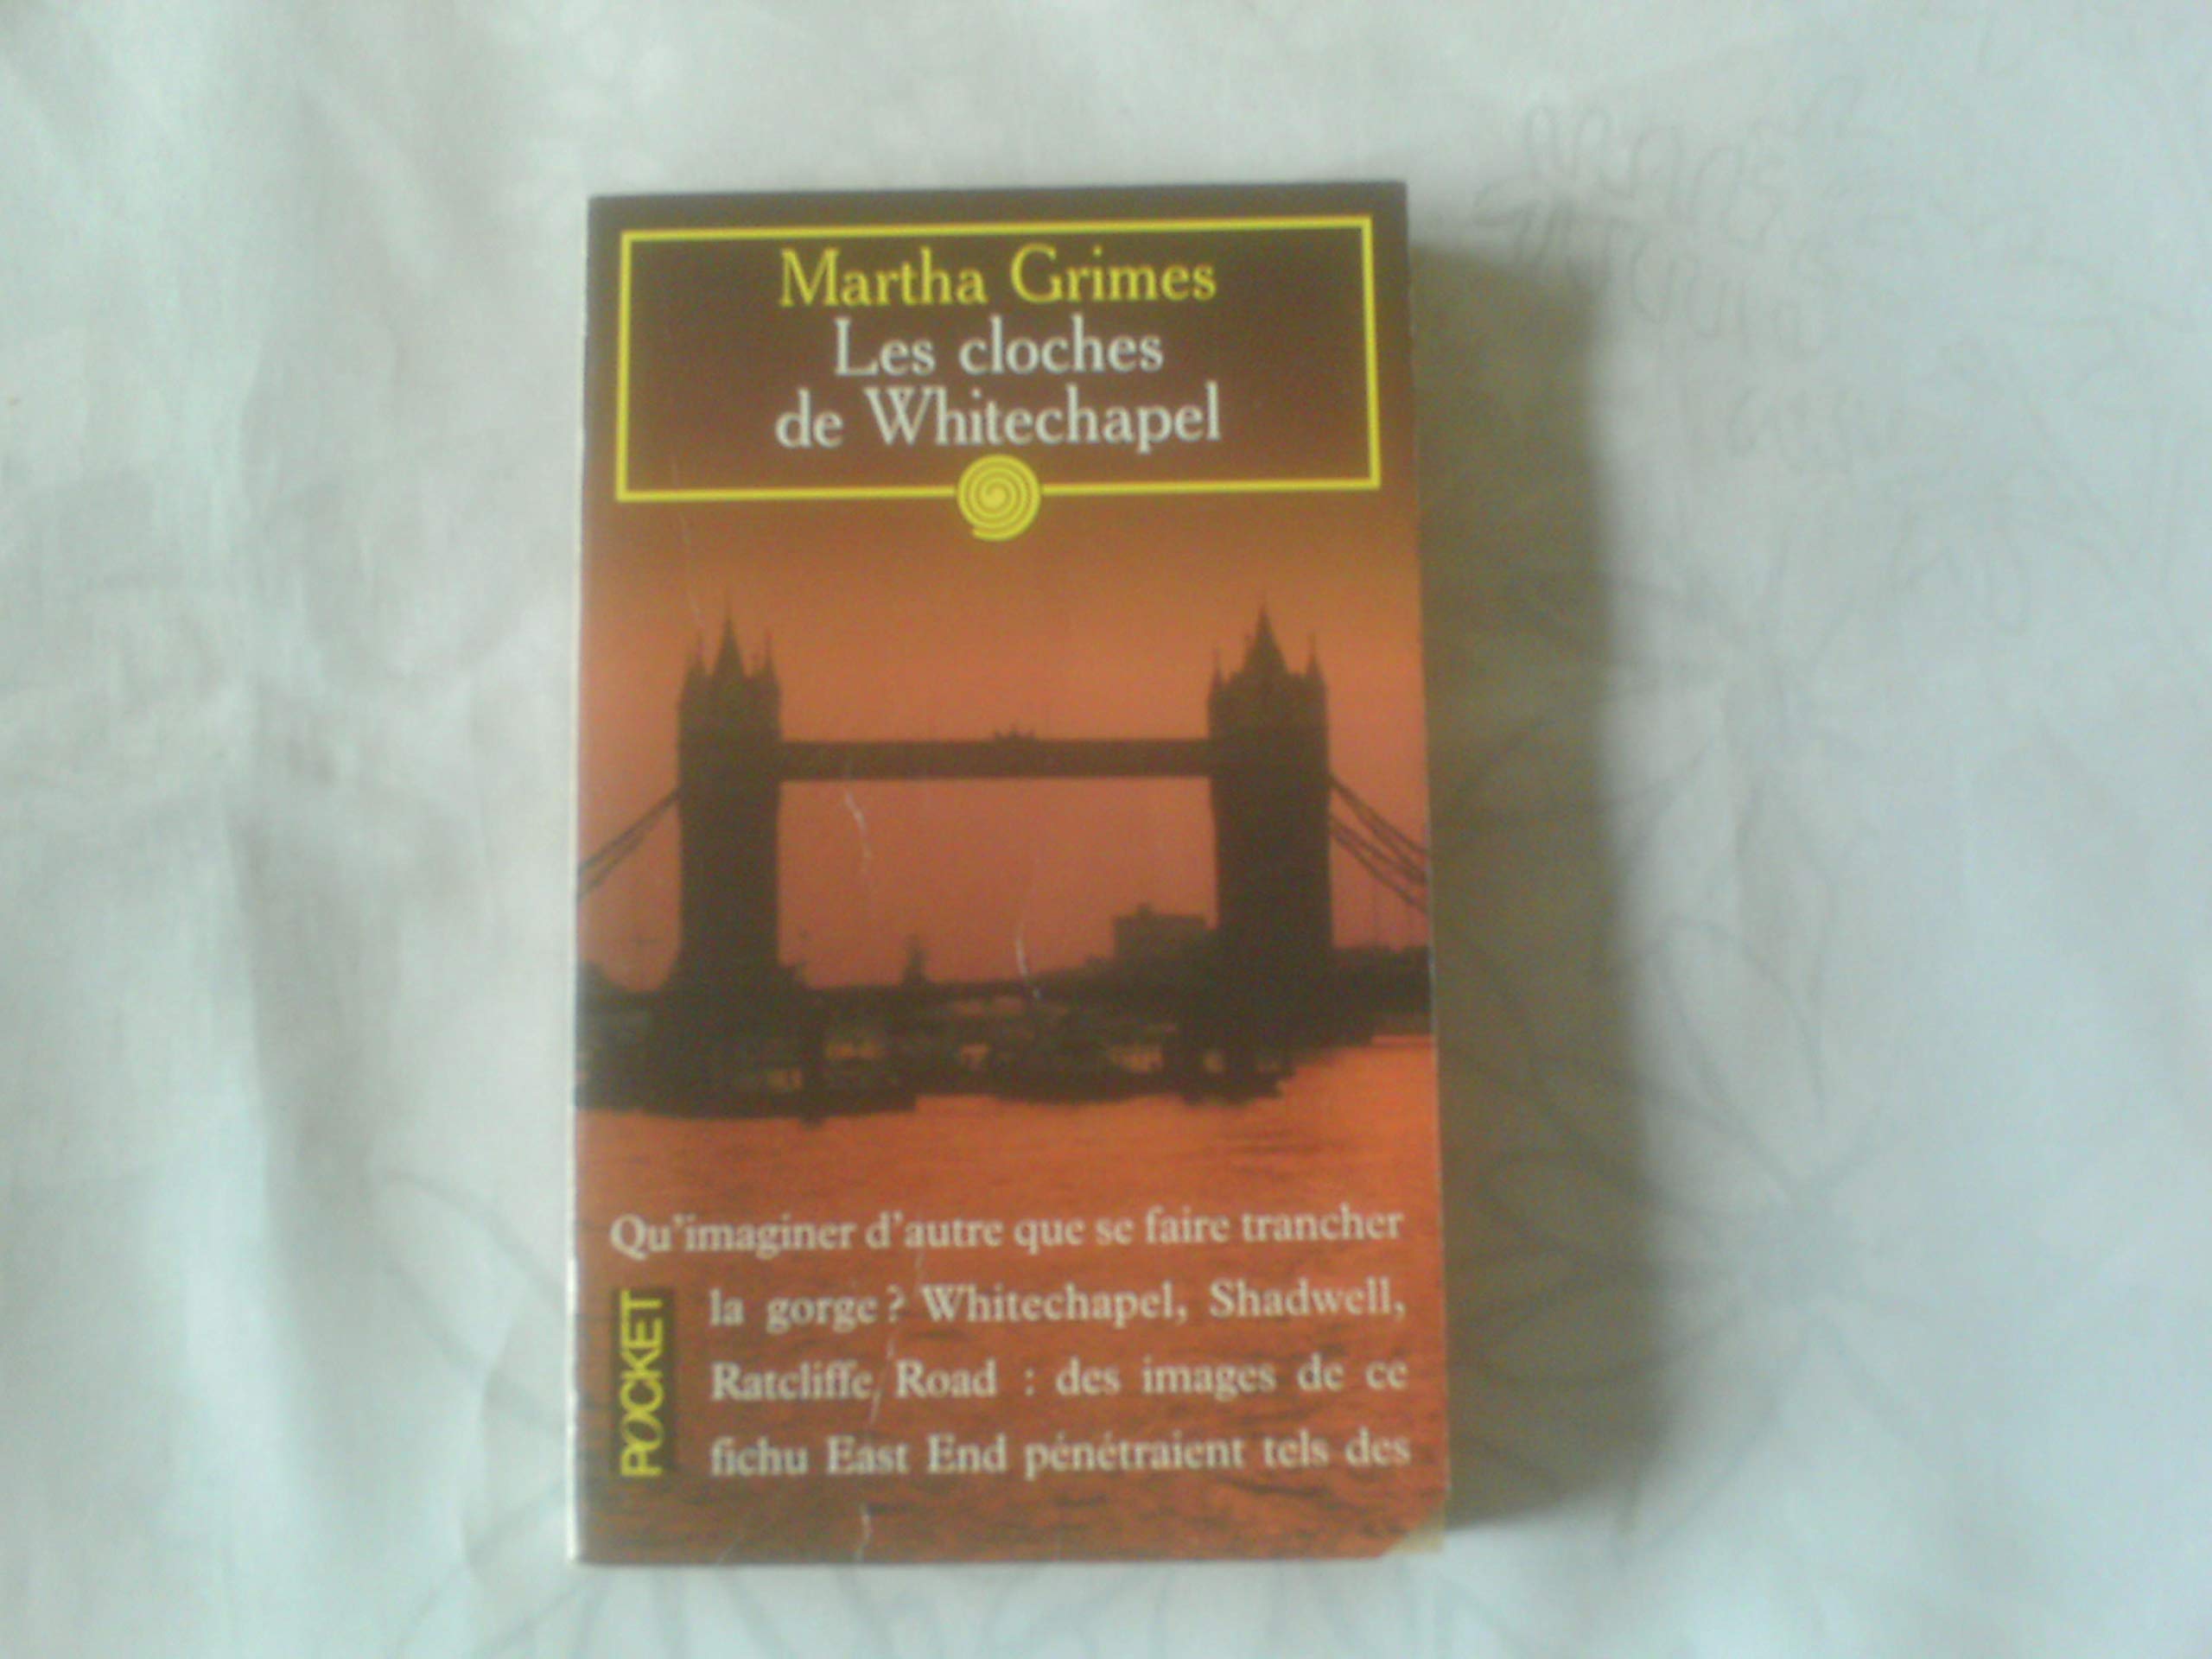 Martha Grimes
Les cloches
de Whitechapel
Qu'imaginer d'autre que se faire trancher
la gorge ? Whitechapel, Shadwell,
Ratcliffe Road : des images de ce
fichu East End pénétraient tels des
POCKET